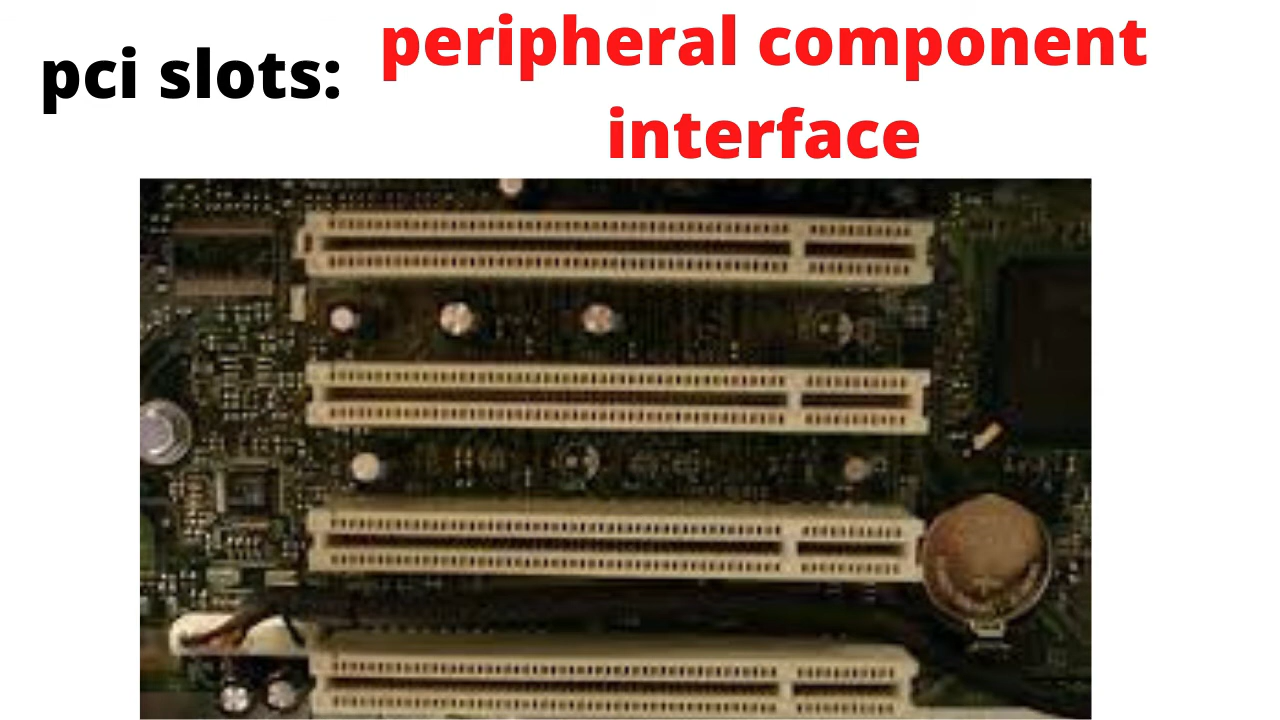 pci slots:
peripheral component
interface